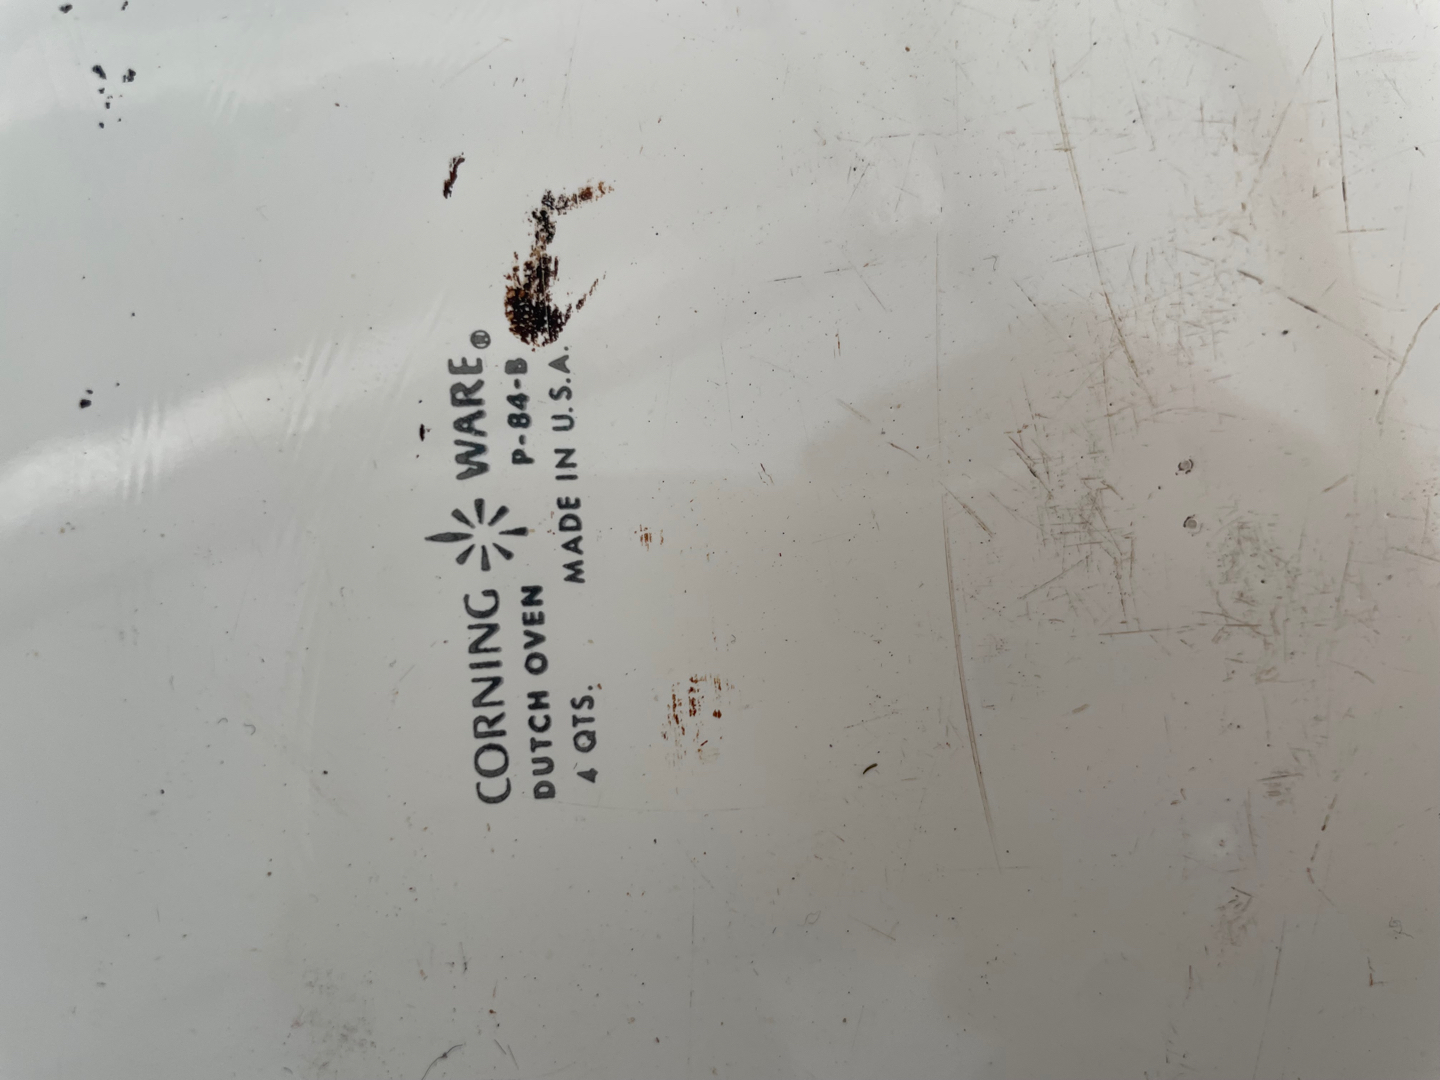 CORNING WARE®
DUTCH OVEN P-84-B
4 QTS. MADE IN U.S.A.